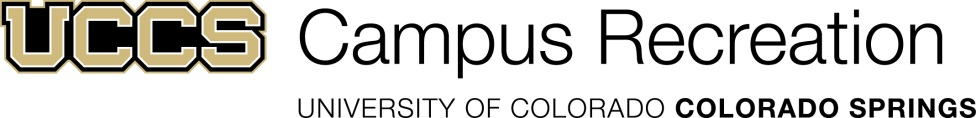 UCCS Campus Recreation
UNIVERSITY OF COLORADO COLORADO SPRINGS